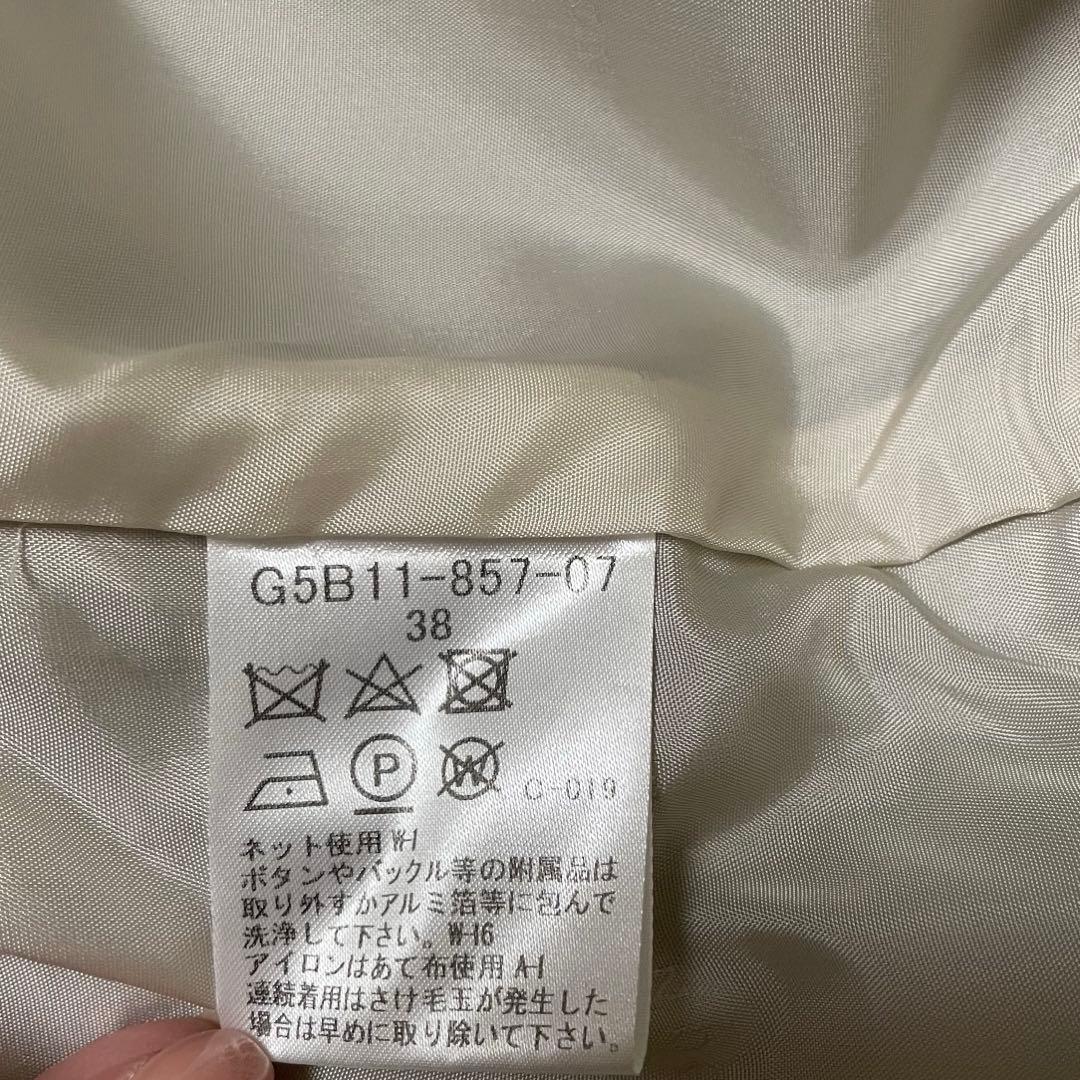 G5B11-857-07
38
P W C-019
ネット使用 W-1
ボタンやバックル等の附属品は
取り外すかアルミ箔等に包んで
洗浄して下さい。W-16
アイロンはあて布使用 A-1
連続着用はさけ毛玉が発生した
場合は早めに取り除いて下さい。